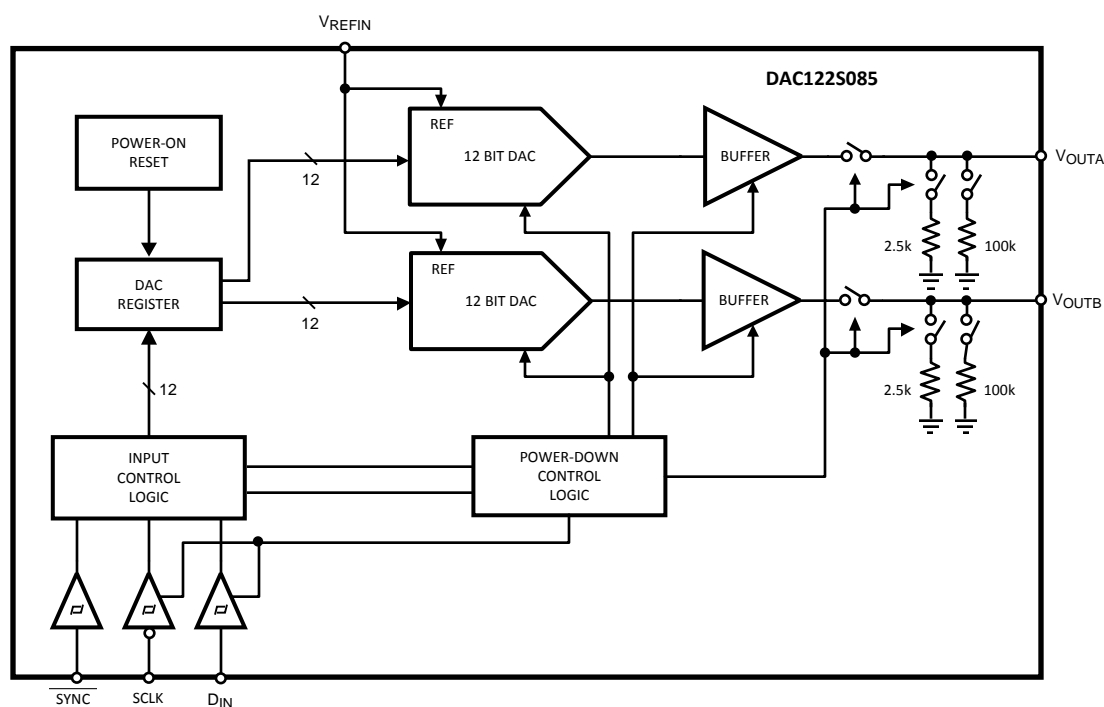 VREFIN
DAC122S085
POWER-ON
RESET
REF
12 BIT DAC
BUFFER
VOUTA
12
2.5k
100k
DAC
REGISTER
REF
12 BIT DAC
BUFFER
VOUTB
12
2.5k
100k
12
INPUT
CONTROL
LOGIC
POWER-DOWN
CONTROL
LOGIC
SYNC
SCLK
DIN